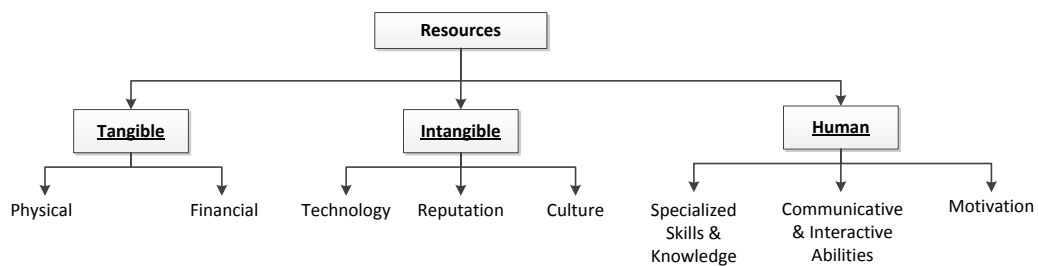 Resources
Tangible
Intangible
Human
Physical
Financial
Technology
Reputation
Culture
Specialized
Skills &
Knowledge
Communicative
& Interactive
Abilities
Motivation